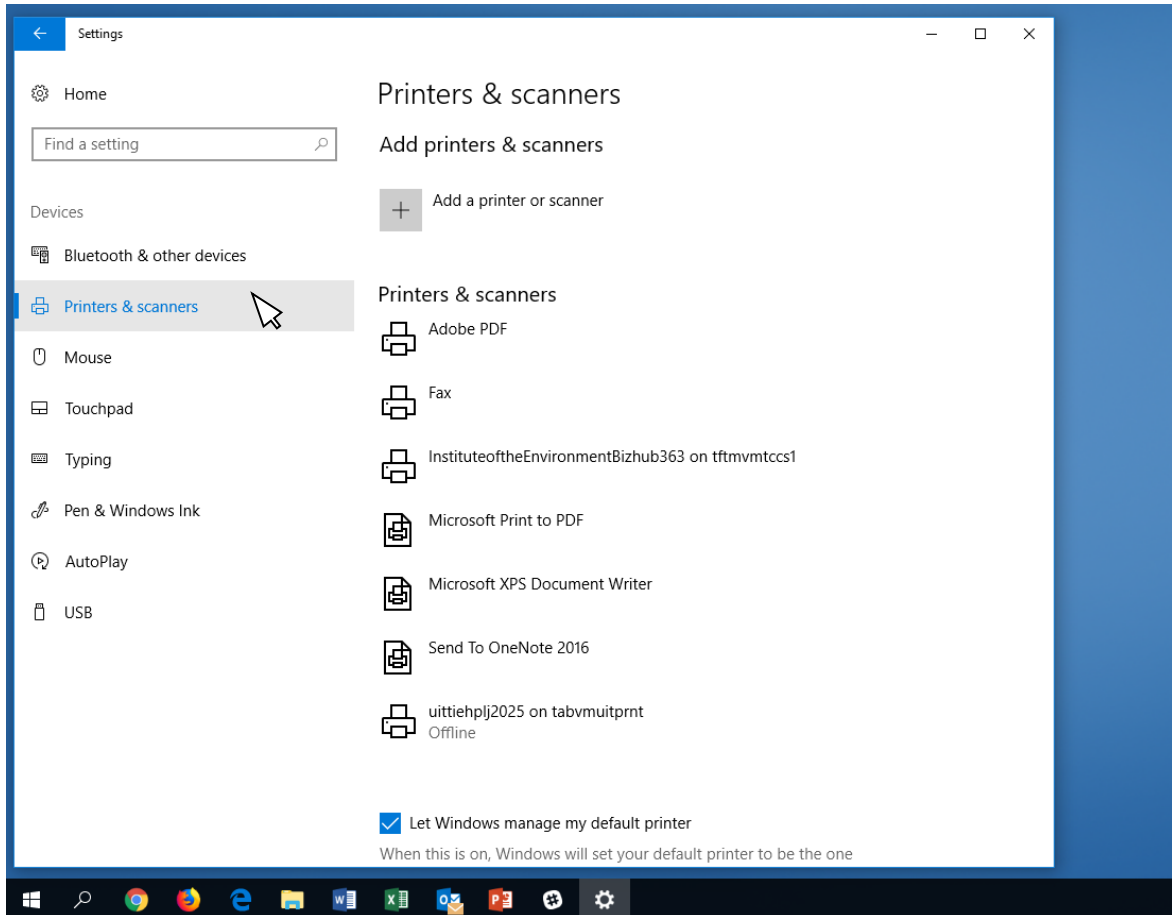 Settings
Home
Find a setting
Devices
Bluetooth & other devices
Printers & scanners
Mouse
Touchpad
Typing
Pen & Windows Ink
AutoPlay
USB
Printers & scanners
Add printers & scanners
Add a printer or scanner
Printers & scanners
Adobe PDF
Fax
InstituteoftheEnvironmentBizhub363 on tftmvmtccs1
Microsoft Print to PDF
Microsoft XPS Document Writer
Send To OneNote 2016
uittiehplj2025 on tabvmuitprnt
Offline
Let Windows manage my default printer
When this is on, Windows will set your default printer to be the one